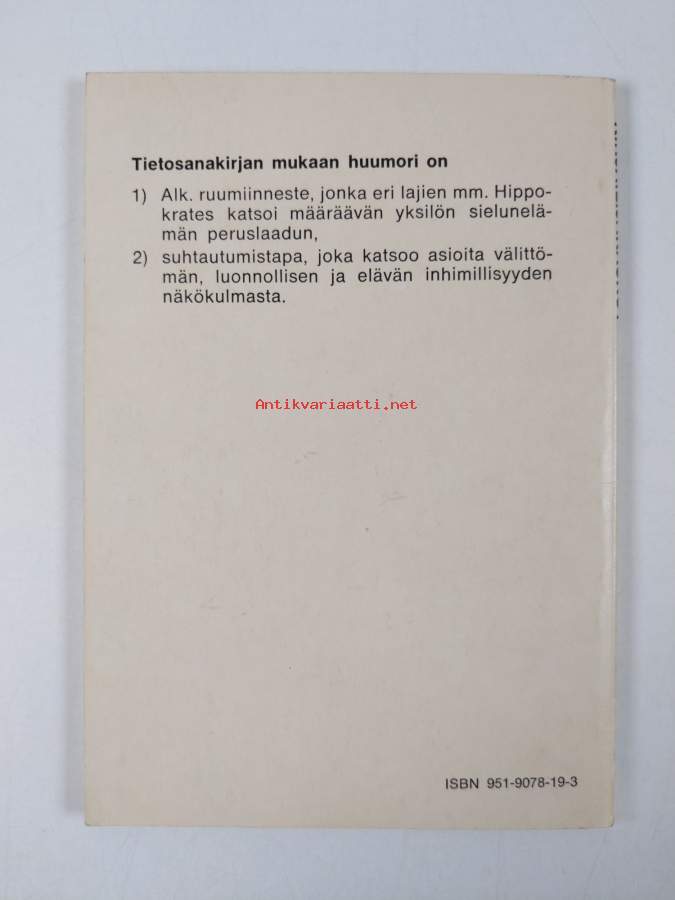 Tietosanakirjan mukaan huumori on
1) Alk. ruumiinneste, jonka eri lajien mm. Hippo-
krates katsoi määräävän yksilön sielunelä-
män peruslaadun,
2) suhtautumistapa, joka katsoo asioita välittö-
män, luonnollisen ja elävän inhimillisyyden
näkökulmasta.
Antikvariaatti.net
ISBN 951-9078-19-3